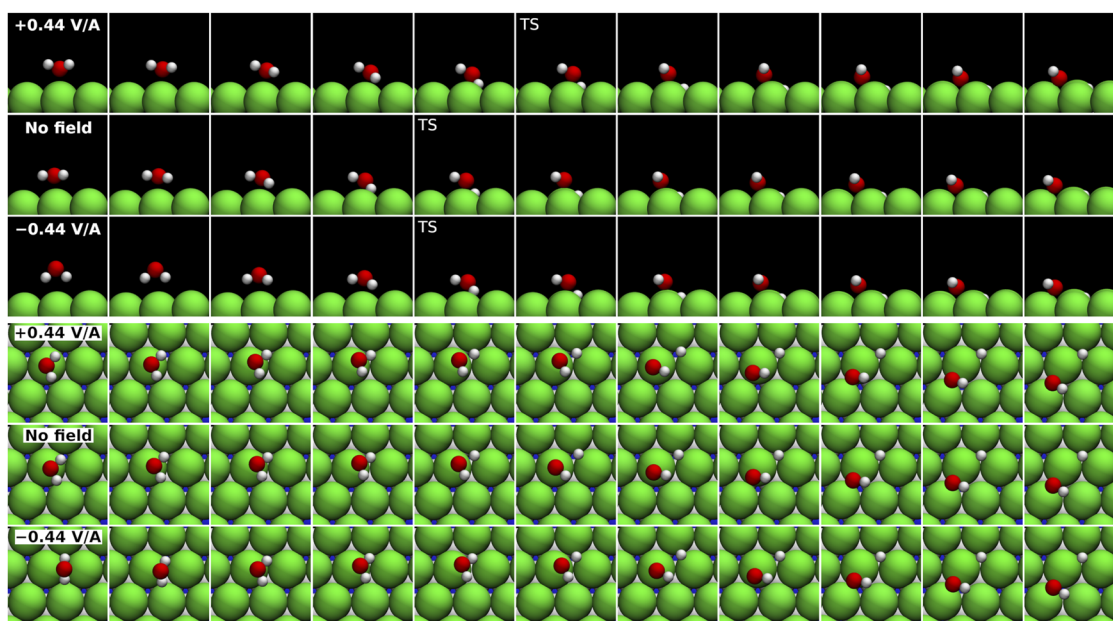 +0.44 V/A
TS
No field
TS
−0.44 V/A
TS
+0.44 V/A
No field
−0.44 V/A